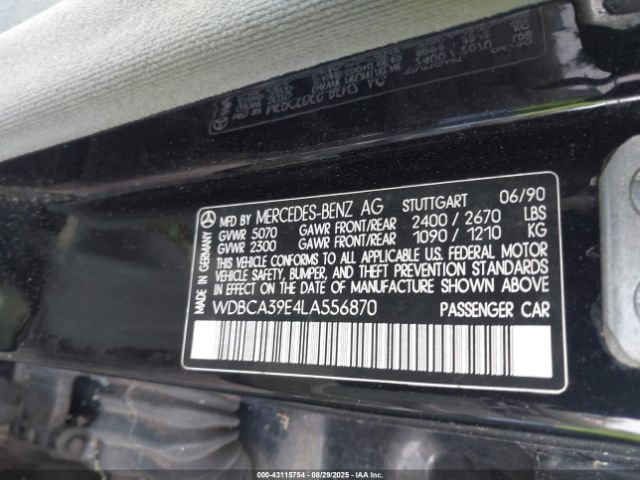 MADE IN GERMANY
MFD BY MERCEDES-BENZ AG STUTTGART 06/90
GVWR 5070 GAWR FRONT/REAR 2400 / 2670 LBS
GVWR 2300 GAWR FRONT/REAR 1090 / 1210 KG
THIS VEHICLE CONFORMS TO ALL APPLICABLE U.S. FEDERAL MOTOR
VEHICLE SAFETY, BUMPER, AND THEFT PREVENTION STANDARDS
IN EFFECT ON THE DATE OF MANUFACTURE SHOWN ABOVE
WDBCA39E4LA556870 PASSENGER CAR
000-43115754 - 08/29/2025 - IAAI.COM